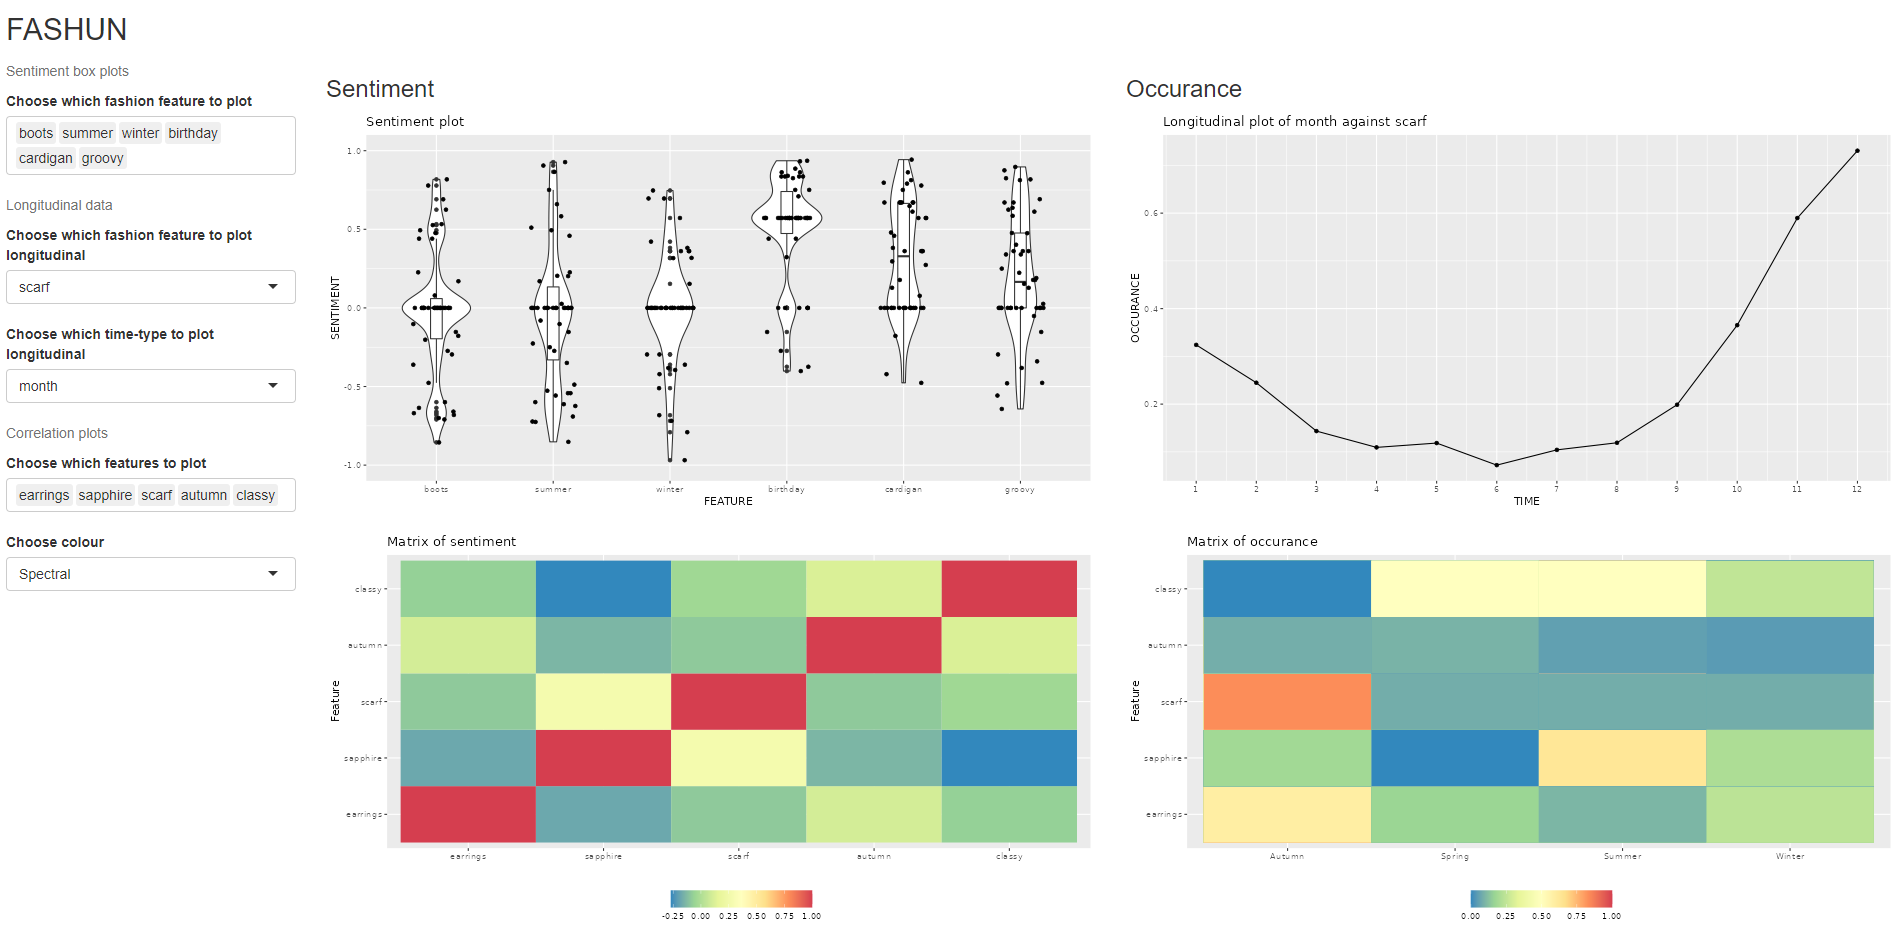 FASHUN
Sentiment box plots
Choose which fashion feature to plot
boots summer winter birthday
cardigan groovy
Longitudinal data
Choose which fashion feature to plot
longitudinal
scarf
Choose which time-type to plot
longitudinal
month
Correlation plots
Choose which features to plot
earrings sapphire scarf autumn classy
Choose colour
Spectral
Sentiment
Sentiment plot
SENTIMENT
1.0
0.5
0.0
-0.5
-1.0
boots summer winter birthday cardigan groovy
FEATURE
Occurance
Longitudinal plot of month against scarf
OCCURANCE
0.6
0.4
0.2
1 2 3 4 5 6 7 8 9 10 11 12
TIME
Matrix of sentiment
Feature
classy
autumn
scarf
sapphire
earrings
earrings sapphire scarf autumn classy
-0.25 0.00 0.25 0.50 0.75 1.00
Matrix of occurance
Feature
classy
autumn
scarf
sapphire
earrings
Autumn Spring Summer Winter
0.00 0.25 0.50 0.75 1.00